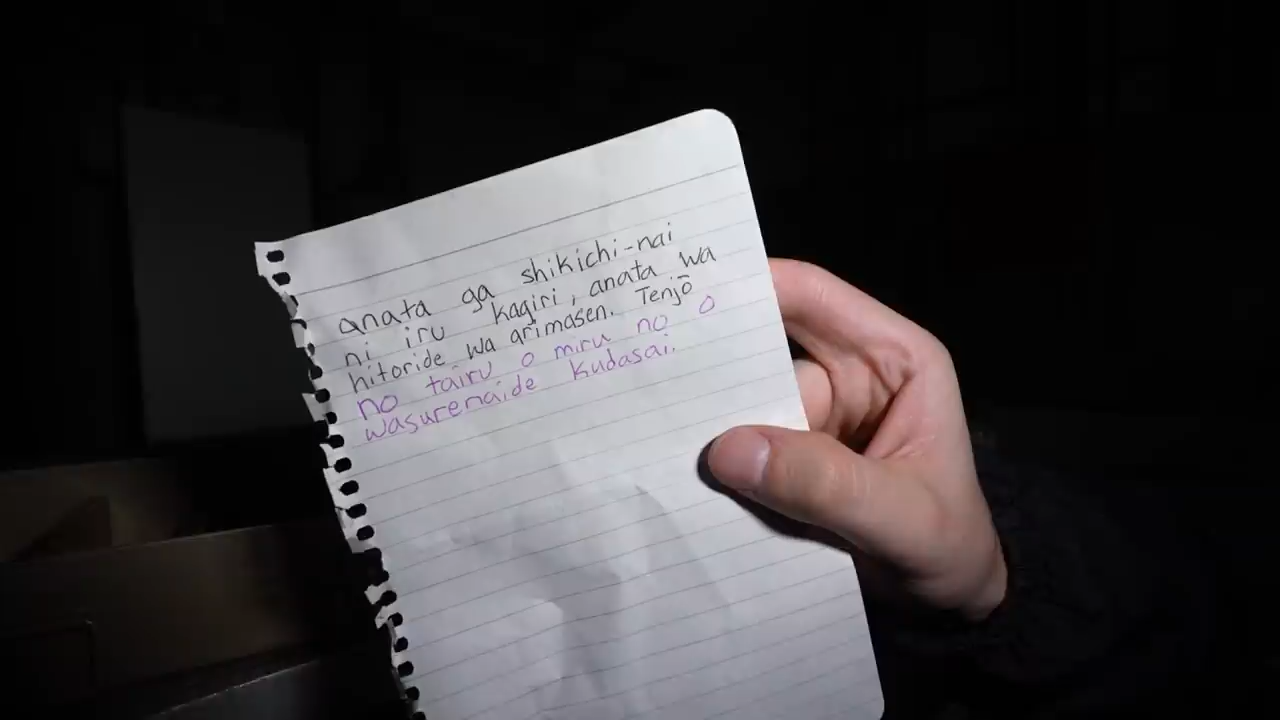 anata ga shikichi-nai
ni iru kagiri, anata wa
hitoride wa arimasen. Tenjō
no tairu o miru no o
wasurenaide kudasai.